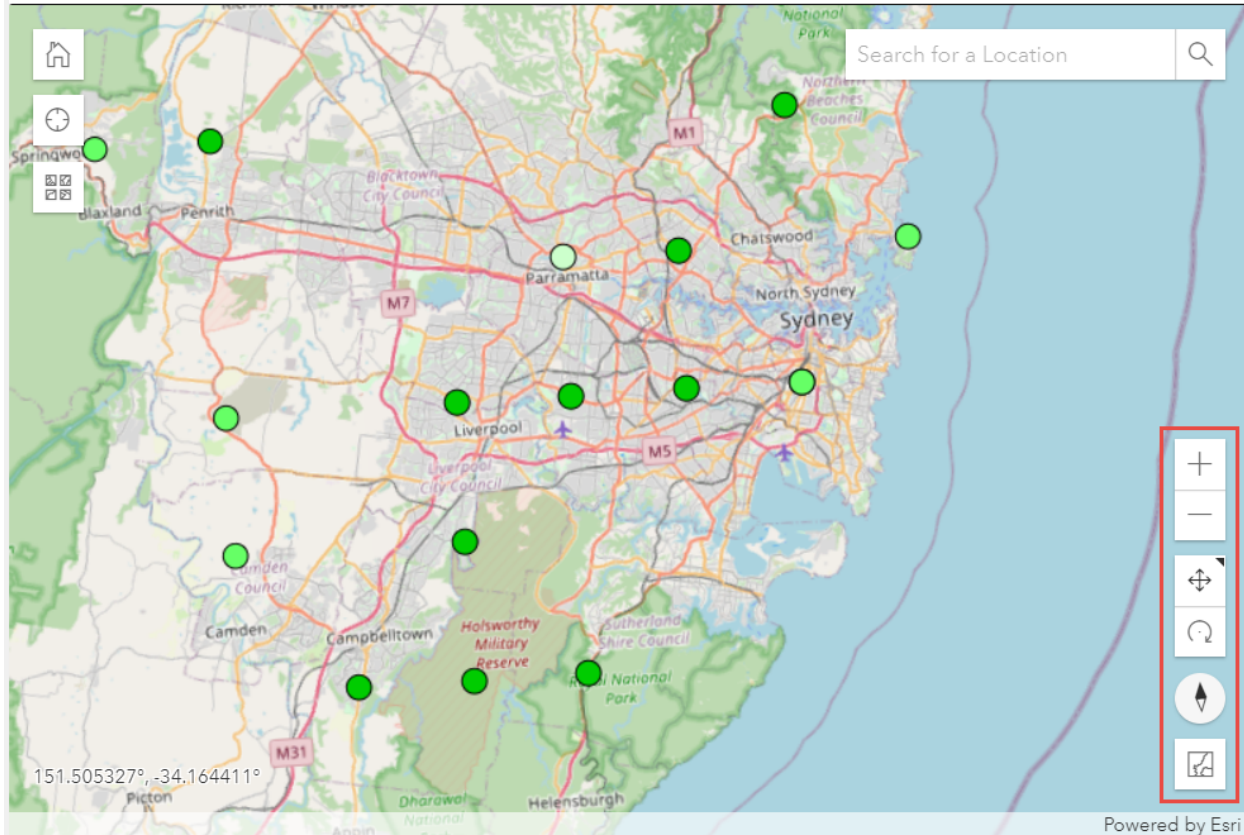 National
Park
Search for a Location
Northern
Beaches
Council
M1
Springwo
Blacktown
City Council
Blaxland
Penrith
Chatswood
Parramatta
M7
North Sydney
Sydney
Liverpool
M5
Liverpool
City Council
Camden
Council
Camden
Campbelltown
Holsworthy
Military
Reserve
Sutherland
Shire Council
Royal National
Park
M31
151.505327°, -34.164411°
Picton
Dharawal
National
Appin
Helensburgh
Powered by Esri